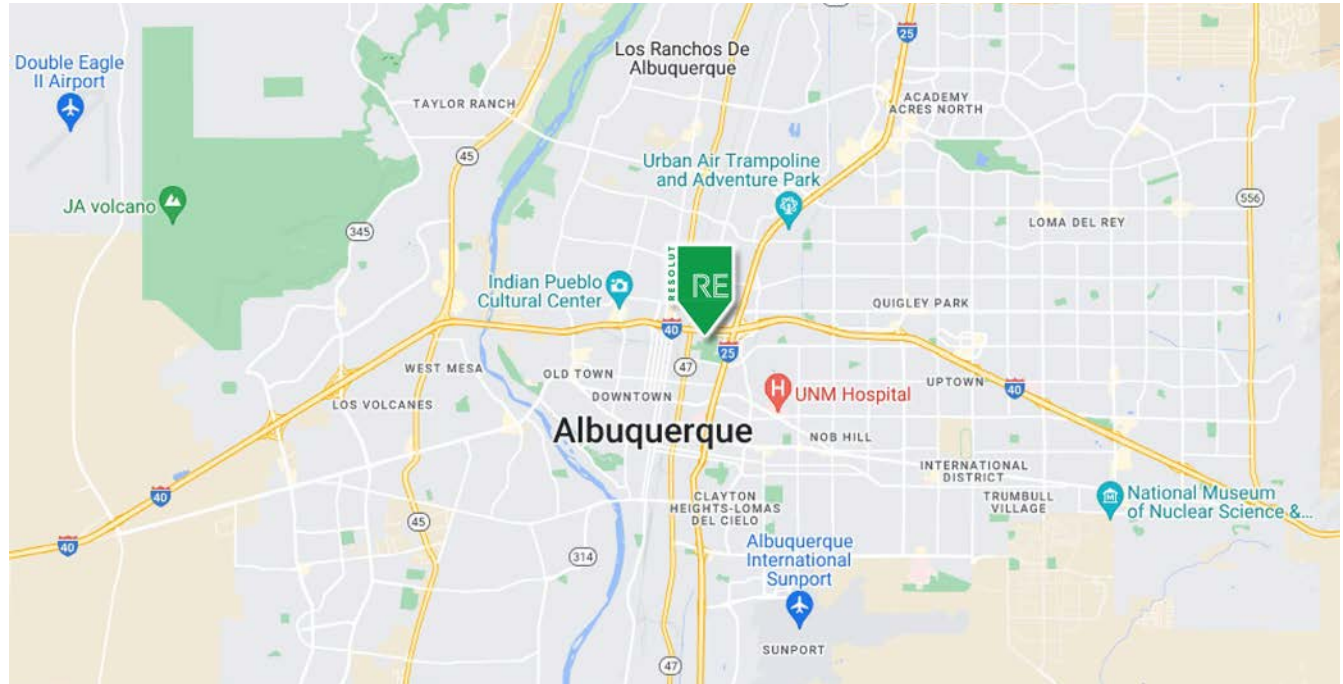 25
Los Ranchos De
Albuquerque
Double Eagle
II Airport
TAYLOR RANCH
ACADEMY
ACRES NORTH
45
Urban Air Trampoline
and Adventure Park
JA volcano
556
LOMA DEL REY
345
RESOLUT
RE
Indian Pueblo
Cultural Center
QUIGLEY PARK
40
25
47
WEST MESA
OLD TOWN
UPTOWN
40
DOWNTOWN
UNM Hospital
LOS VOLCANES
Albuquerque
NOB HILL
INTERNATIONAL
DISTRICT
40
CLAYTON
HEIGHTS-LOMAS
DEL CIELO
TRUMBULL
VILLAGE
National Museum
of Nuclear Science &...
45
40
314
Albuquerque
International
Sunport
SUNPORT
47